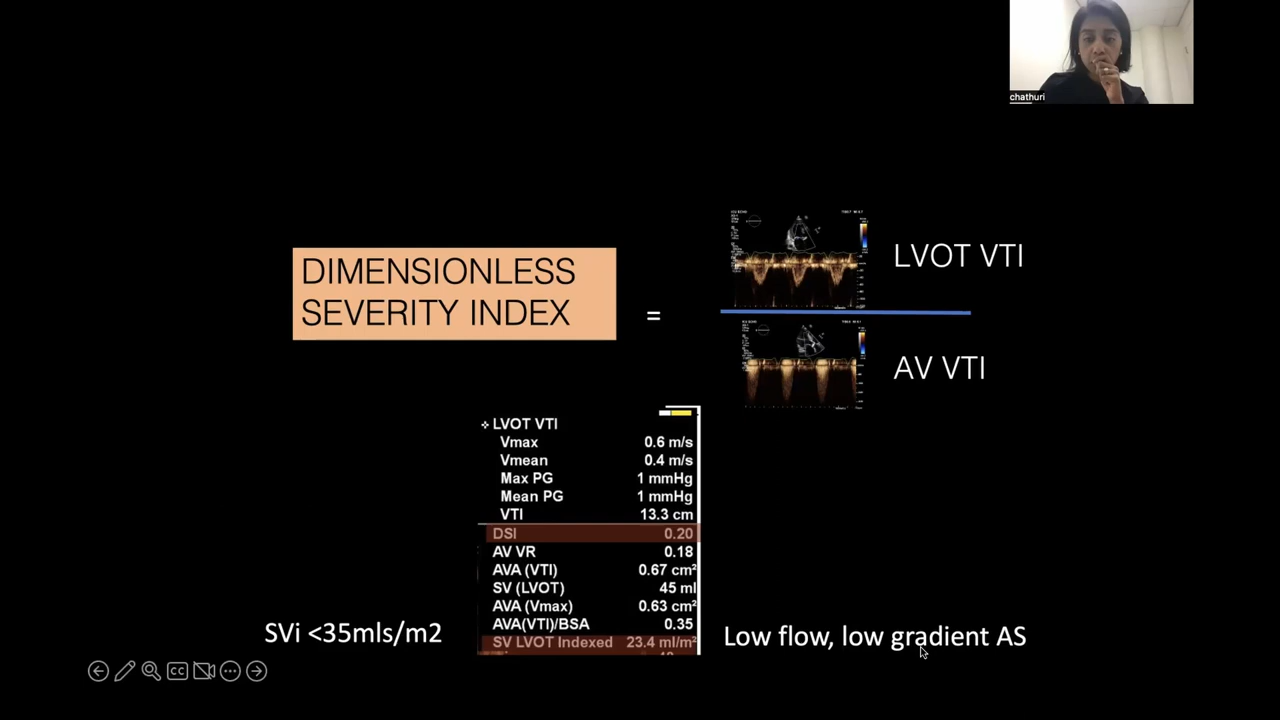 chathuri
DIMENSIONLESS
SEVERITY INDEX
=
LVOT VTI
AV VTI
LVOT VTI
Vmax 0.6 m/s
Vmean 0.4 m/s
Max PG 1 mmHg
Mean PG 1 mmHg
VTI 13.3 cm
DSI 0.20
AV VR 0.18
AVA (VTI) 0.67 cm²
SV (LVOT) 45 ml
AVA (Vmax) 0.63 cm²
AVA(VTI)/BSA 0.35
SV LVOT Indexed 23.4 ml/m²
SVi <35mls/m2
Low flow, low gradient AS
CC